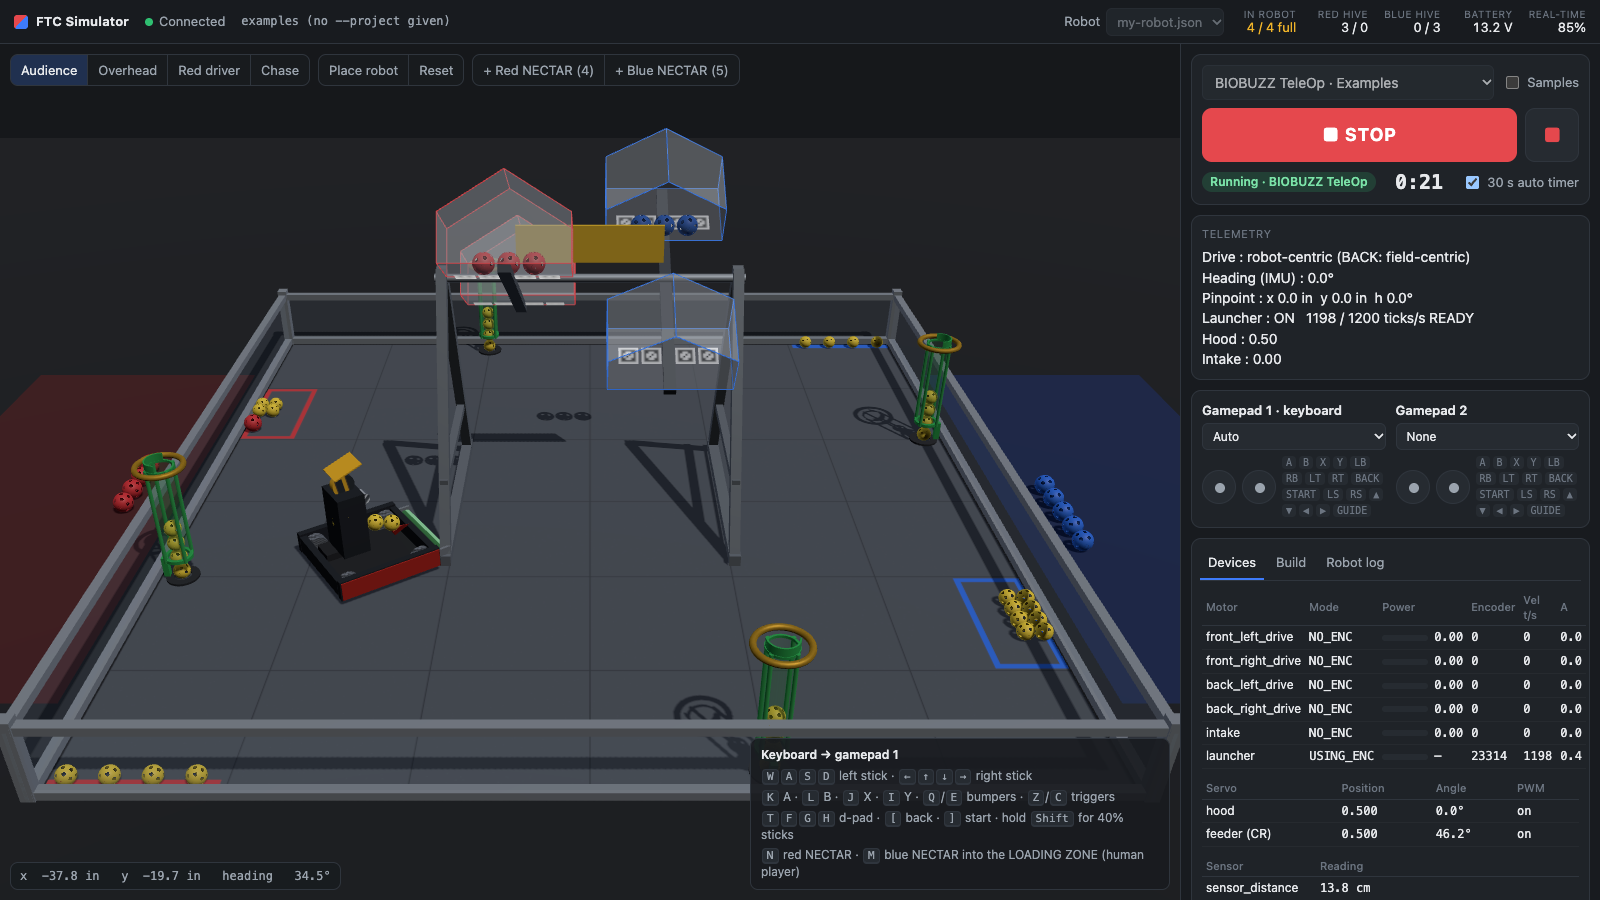 FTC Simulator
Connected
examples (no --project given)
Robot my-robot.json
IN ROBOT 4 / 4 full
RED HIVE 3 / 0
BLUE HIVE 0 / 3
BATTERY 13.2 V
REAL-TIME 85%
Audience Overhead Red driver Chase Place robot Reset + Red NECTAR (4) + Blue NECTAR (5)
BIOBUZZ TeleOp · Examples
Samples
STOP
Running · BIOBUZZ TeleOp 0:21 30 s auto timer
TELEMETRY
Drive : robot-centric (BACK: field-centric)
Heading (IMU) : 0.0°
Pinpoint : x 0.0 in y 0.0 in h 0.0°
Launcher : ON 1198 / 1200 ticks/s READY
Hood : 0.50
Intake : 0.00
Gamepad 1 · keyboard
Auto
A B X Y LB
RB LT RT BACK
START LS RS ▲
▼ ◄ ► GUIDE
Gamepad 2
None
A B X Y LB
RB LT RT BACK
START LS RS ▲
▼ ◄ ► GUIDE
Devices Build Robot log
Motor Mode Power Encoder Vel t/s A
front_left_drive NO_ENC 0.00 0 0 0.0
front_right_drive NO_ENC 0.00 0 0 0.0
back_left_drive NO_ENC 0.00 0 0 0.0
back_right_drive NO_ENC 0.00 0 0 0.0
intake NO_ENC 0.00 0 0 0.0
launcher USING_ENC – 23314 1198 0.4
Servo Position Angle PWM
hood 0.500 0.0° on
feeder (CR) 0.500 46.2° on
Sensor Reading
sensor_distance 13.8 cm
Keyboard → gamepad 1
W A S D left stick · ← ↑ ↓ → right stick
K A · L B · J X · I Y · Q/E bumpers · Z/C triggers
T F G H d-pad · [ back · ] start · hold Shift for 40%
sticks
N red NECTAR · M blue NECTAR into the LOADING ZONE (human
player)
x -37.8 in y -19.7 in heading 34.5°